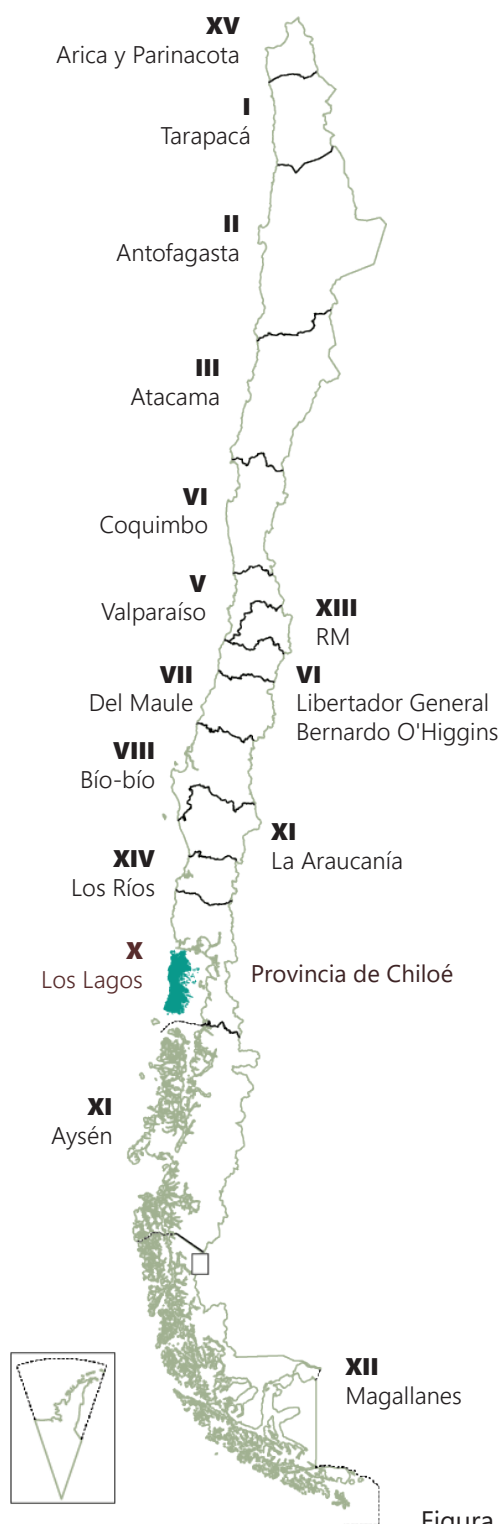 XV
Arica y Parinacota
I
Tarapacá
II
Antofagasta
III
Atacama
VI
Coquimbo
V
Valparaíso
XIII
RM
VII
Del Maule
VI
Libertador General
Bernardo O'Higgins
VIII
Bío-bío
XI
La Araucanía
XIV
Los Ríos
X
Los Lagos
Provincia de Chiloé
XI
Aysén
XII
Magallanes
Figura